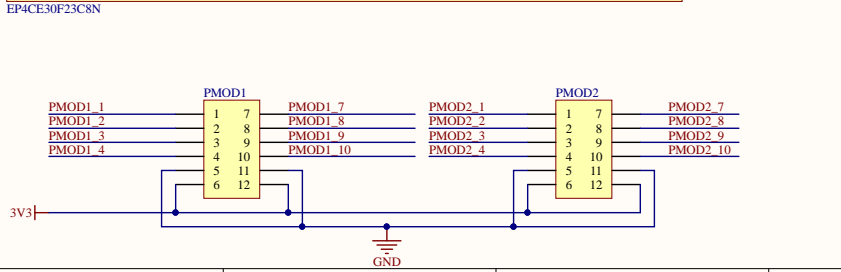 EP4CE30F23C8N
PMOD1 PMOD2
PMOD1_1 1 7 PMOD1_7 PMOD2_1 1 7 PMOD2_7
PMOD1_2 2 8 PMOD1_8 PMOD2_2 2 8 PMOD2_8
PMOD1_3 3 9 PMOD1_9 PMOD2_3 3 9 PMOD2_9
PMOD1_4 4 10 PMOD1_10 PMOD2_4 4 10 PMOD2_10
5 11 5 11
6 12 6 12
3V3
GND